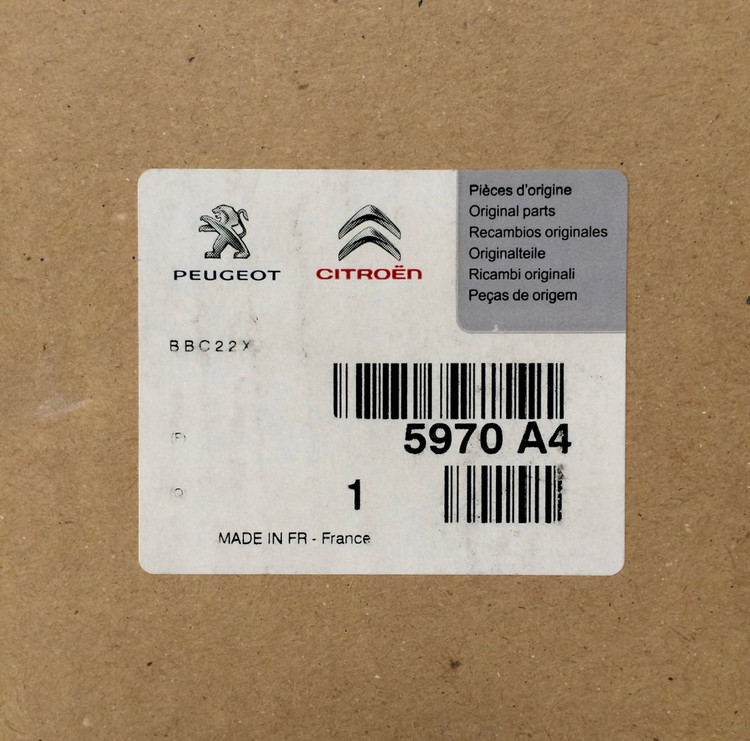 PEUGEOT
CITROËN
Pièces d'origine
Original parts
Recambios originales
Originalteile
Ricambi originali
Peças de origem
BBC22X
(P)
5970 A4
Q
1
MADE IN FR - France